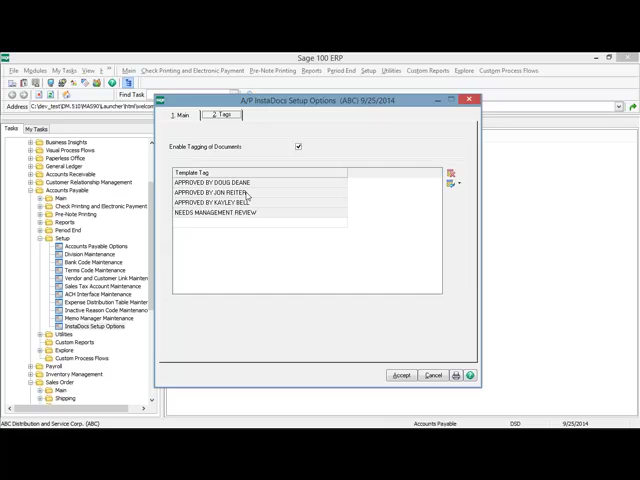 Sage 100 ERP
File Modules My Tasks View Main Check Printing and Electronic Payment Pre-Note Printing Reports Period End Setup Utilities Custom Reports Explore Custom Process Flows
Find Task
Address
Tasks My Tasks
Business Insights
Visual Process Flows
Paperless Office
General Ledger
Accounts Receivable
Customer Relationship Management
Accounts Payable
Main
Check Printing and Electronic Paymen
Pre-Note Printing
Reports
Period End
Setup
Accounts Payable Options
Division Maintenance
Bank Code Maintenance
Terms Code Maintenance
Vendor and Customer Link Mainten
Sales Tax Account Maintenance
ACH Interface Maintenance
Expense Distribution Table Mainter
Inactive Reason Code Maintenance
Memo Manager Maintenance
InstaDocs Setup Options
Utilities
Custom Reports
Explore
Custom Process Flows
Payroll
Inventory Management
Sales Order
Main
Shipping
A/P InstaDocs Setup Options (ABC) 9/25/2014
1. Main 2. Tags
Enable Tagging of Documents
Template Tag
APPROVED BY DOUG DEANE
APPROVED BY JON REITER
APPROVED BY KAYLEY BELL
NEEDS MANAGEMENT REVIEW
Accept Cancel
ABC Distribution and Service Corp. (ABC) Accounts Payable DSD 9/25/2014